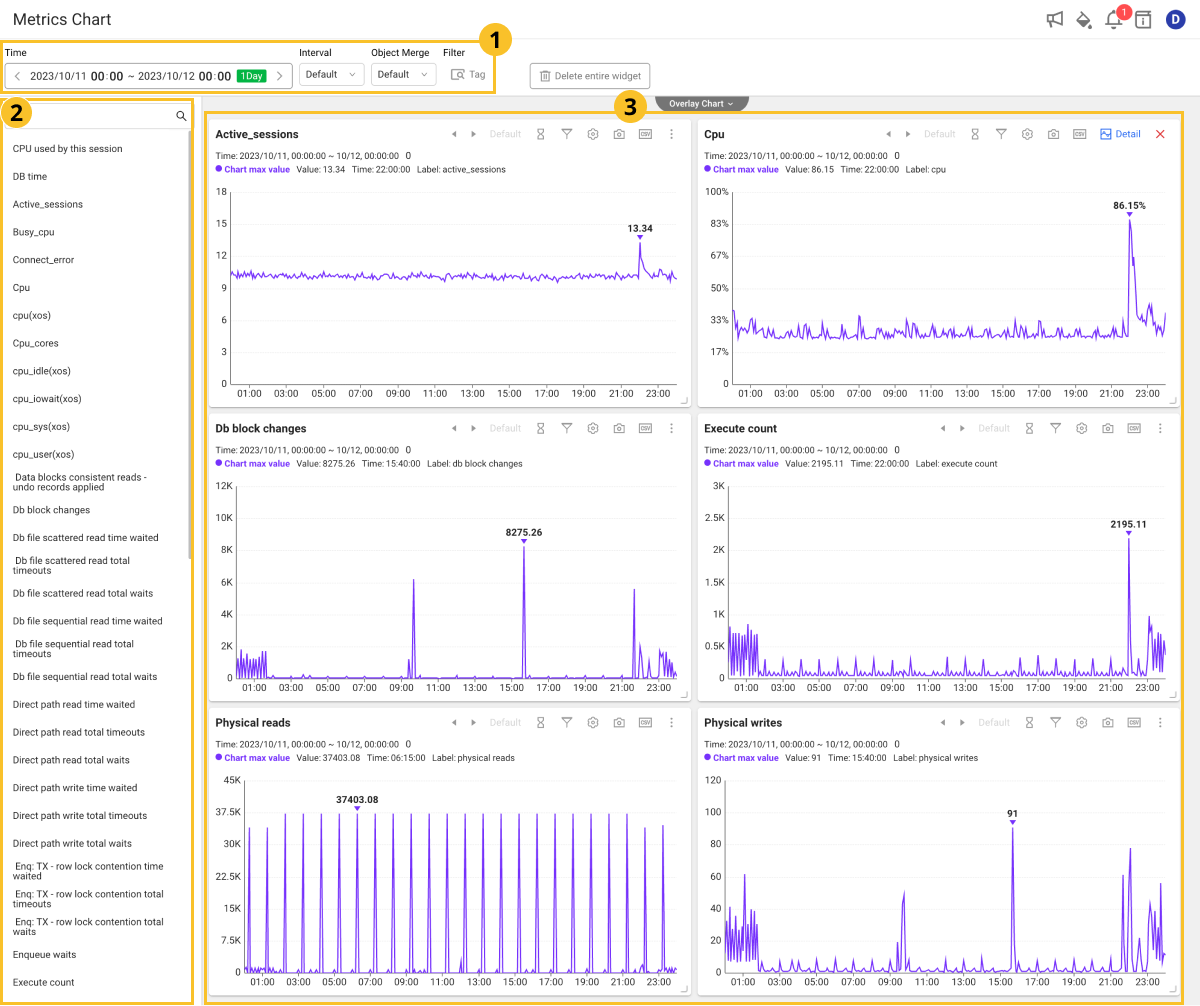 Metrics Chart
1
D
1
Time
Interval
Object Merge
Filter
2023/10/11 00:00 ~ 2023/10/12 00:00 1Day
Default
Default
Tag
Delete entire widget
2
CPU used by this session
DB time
Active_sessions
Busy_cpu
Connect_error
Cpu
cpu(xos)
Cpu_cores
cpu_idle(xos)
cpu_iowait(xos)
cpu_sys(xos)
cpu_user(xos)
Data blocks consistent reads -
undo records applied
Db block changes
Db file scattered read time waited
Db file scattered read total
timeouts
Db file scattered read total waits
Db file sequential read time waited
Db file sequential read total
timeouts
Db file sequential read total waits
Direct path read time waited
Direct path read total timeouts
Direct path read total waits
Direct path write time waited
Direct path write total timeouts
Direct path write total waits
Enq: TX - row lock contention time
waited
Enq: TX - row lock contention total
timeouts
Enq: TX - row lock contention total
waits
Enqueue waits
Execute count
3
Overlay Chart
Active_sessions
Default
CSV
Time: 2023/10/11, 00:00:00 ~ 10/12, 00:00:00 0
Chart max value Value: 13.34 Time: 22:00:00 Label: active_sessions
18
15
12
9
6
3
0
13.34
01:00 03:00 05:00 07:00 09:00 11:00 13:00 15:00 17:00 19:00 21:00 23:00
Cpu
Default
CSV
Detail
Time: 2023/10/11, 00:00:00 ~ 10/12, 00:00:00 0
Chart max value Value: 86.15 Time: 22:00:00 Label: cpu
100%
83%
67%
50%
33%
17%
0
86.15%
01:00 03:00 05:00 07:00 09:00 11:00 13:00 15:00 17:00 19:00 21:00 23:00
Db block changes
Default
CSV
Time: 2023/10/11, 00:00:00 ~ 10/12, 00:00:00 0
Chart max value Value: 8275.26 Time: 15:40:00 Label: db block changes
12K
10K
8K
6K
4K
2K
0
8275.26
01:00 03:00 05:00 07:00 09:00 11:00 13:00 15:00 17:00 19:00 21:00 23:00
Execute count
Default
CSV
Time: 2023/10/11, 00:00:00 ~ 10/12, 00:00:00 0
Chart max value Value: 2195.11 Time: 22:00:00 Label: execute count
3K
2.5K
2K
1.5K
1K
0.5K
0
2195.11
01:00 03:00 05:00 07:00 09:00 11:00 13:00 15:00 17:00 19:00 21:00 23:00
Physical reads
Default
CSV
Time: 2023/10/11, 00:00:00 ~ 10/12, 00:00:00 0
Chart max value Value: 37403.08 Time: 06:15:00 Label: physical reads
45K
37.5K
30K
22.5K
15K
7.5K
0
37403.08
01:00 03:00 05:00 07:00 09:00 11:00 13:00 15:00 17:00 19:00 21:00 23:00
Physical writes
Default
CSV
Time: 2023/10/11, 00:00:00 ~ 10/12, 00:00:00 0
Chart max value Value: 91 Time: 15:40:00 Label: physical writes
120
100
80
60
40
20
0
91
01:00 03:00 05:00 07:00 09:00 11:00 13:00 15:00 17:00 19:00 21:00 23:00